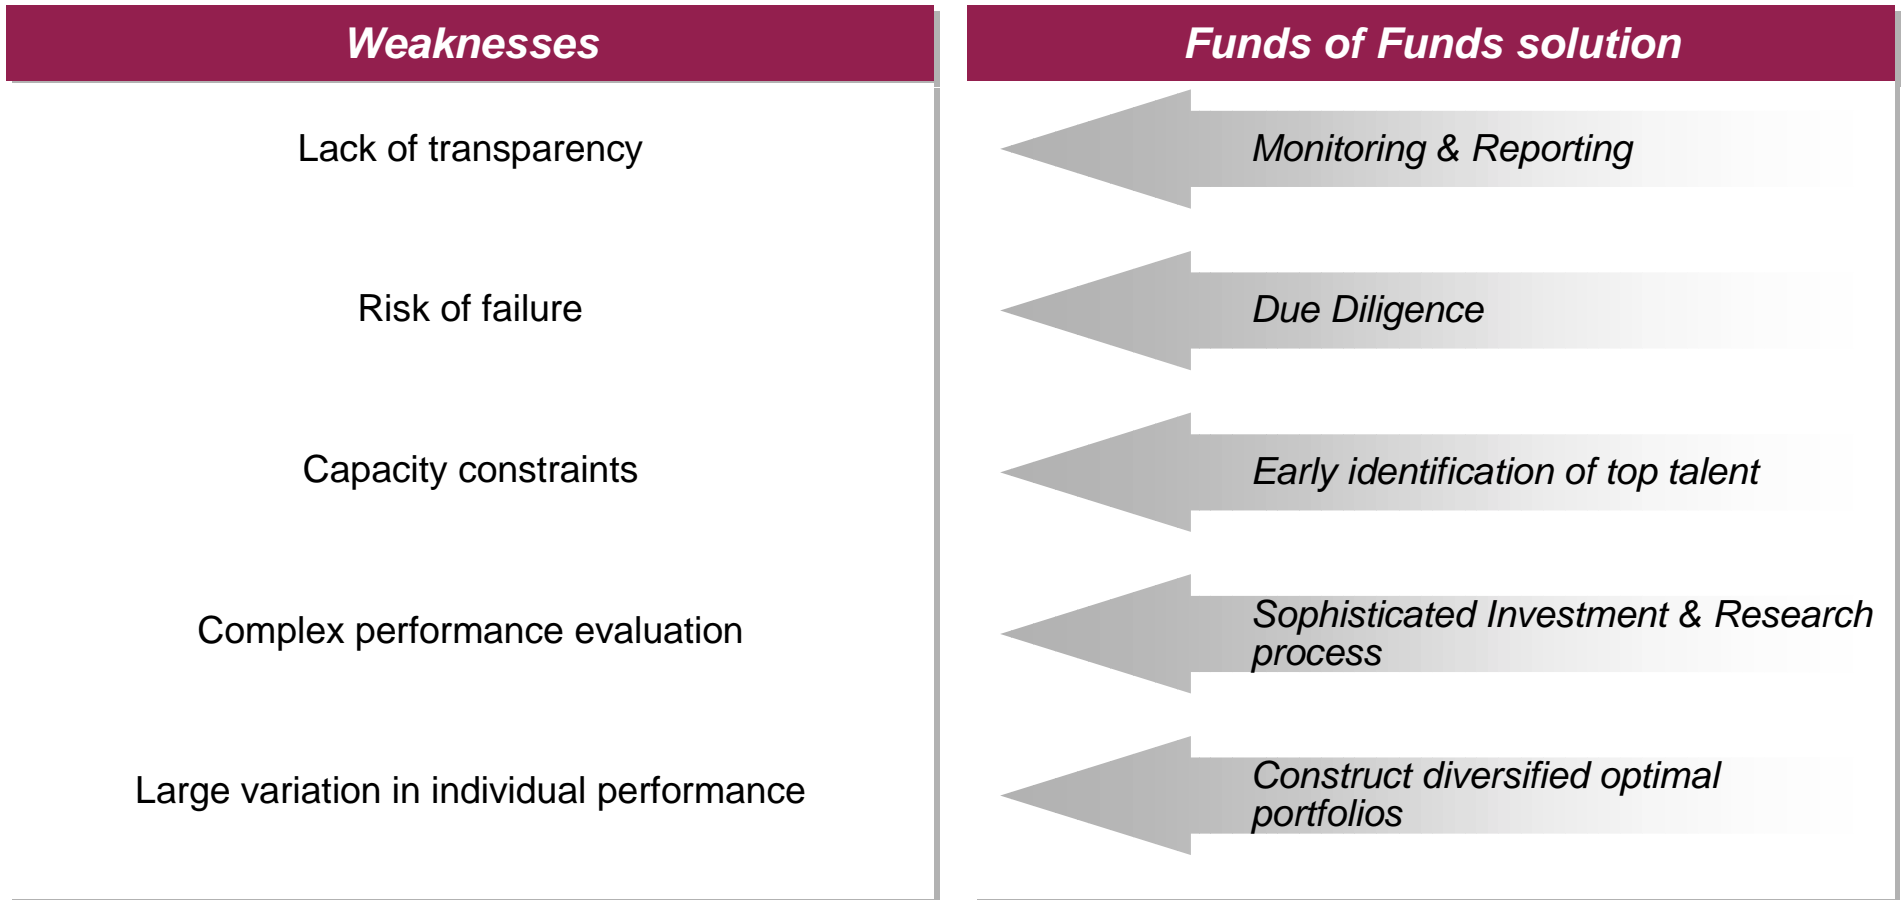 Weaknesses
Funds of Funds solution
Lack of transparency
Monitoring & Reporting
Risk of failure
Due Diligence
Capacity constraints
Early identification of top talent
Complex performance evaluation
Sophisticated Investment & Research
process
Large variation in individual performance
Construct diversified optimal
portfolios